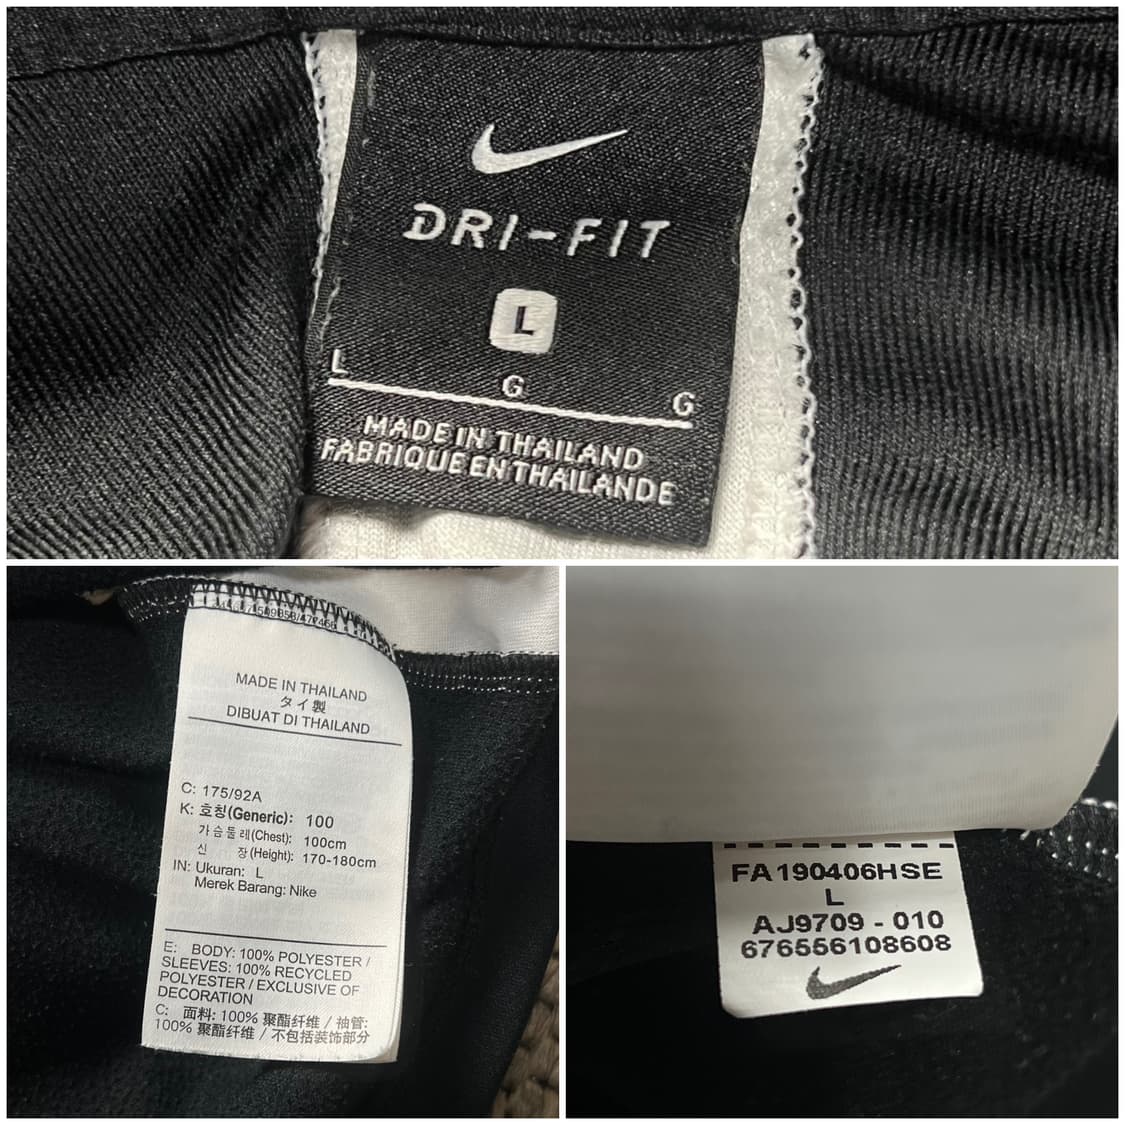 DRI-FIT
L
L G G
MADE IN THAILAND
FABRIQUE EN THAILANDE
MADE IN THAILAND
タイ製
DIBUAT DI THAILAND
C: 175/92A
K: 호칭(Generic): 100
가슴둘레(Chest): 100cm
신 장(Height): 170-180cm
IN: Ukuran: L
Merek Barang: Nike
E: BODY: 100% POLYESTER /
SLEEVES: 100% RECYCLED
POLYESTER / EXCLUSIVE OF
DECORATION
C: 面料: 100% 聚酯纤维 / 袖管:
100% 聚酯纤维 / 不包括装饰部分
FA190406HSE
L
AJ9709 - 010
676556108608